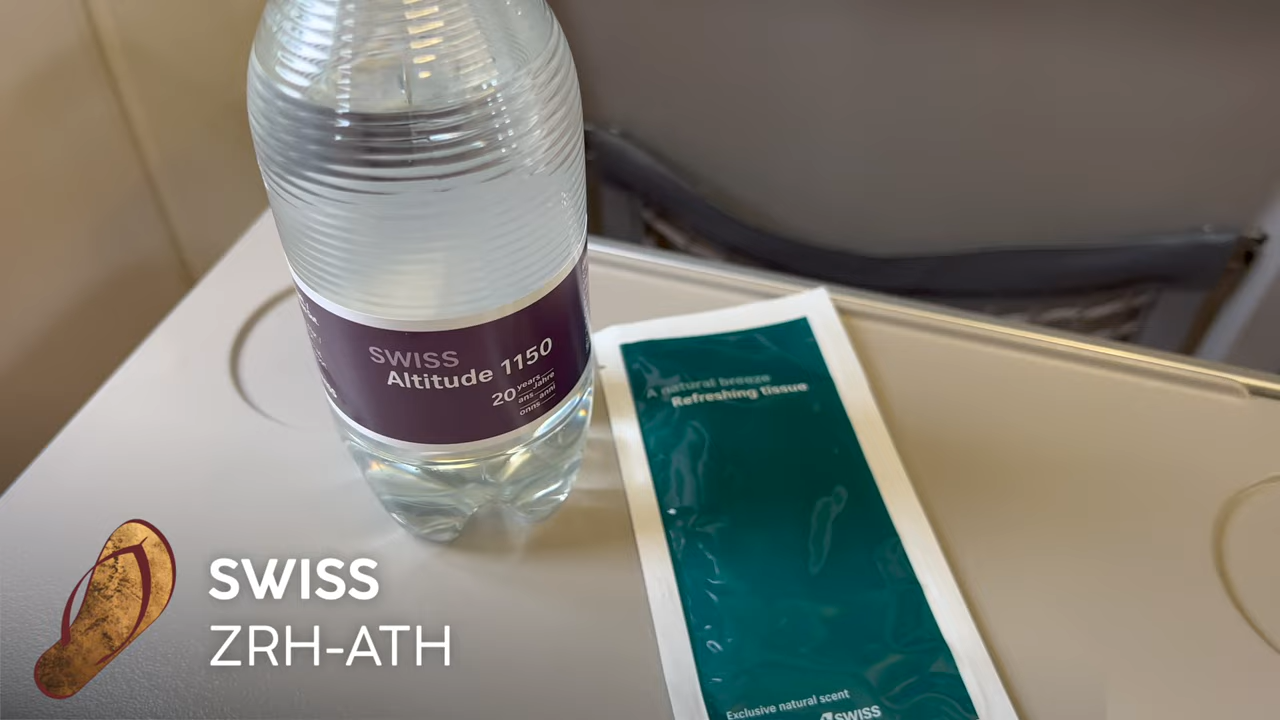 SWISS
Altitude 1150
20 years Jahre
ans anni
onns
A natural breeze
Refreshing tissue
Exclusive natural scent
SWISS
SWISS
ZRH-ATH